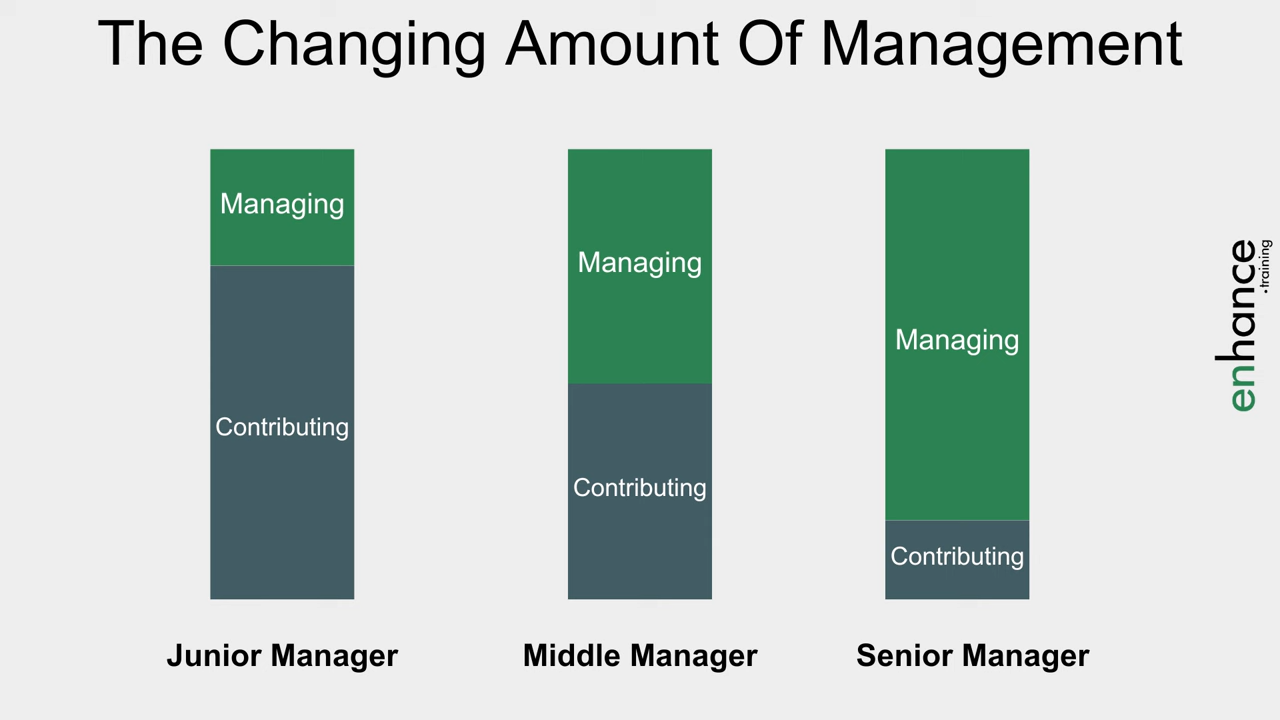 The Changing Amount Of Management
Managing
Contributing
Managing
Contributing
Managing
Contributing
Junior Manager
Middle Manager
Senior Manager
enhance
.training